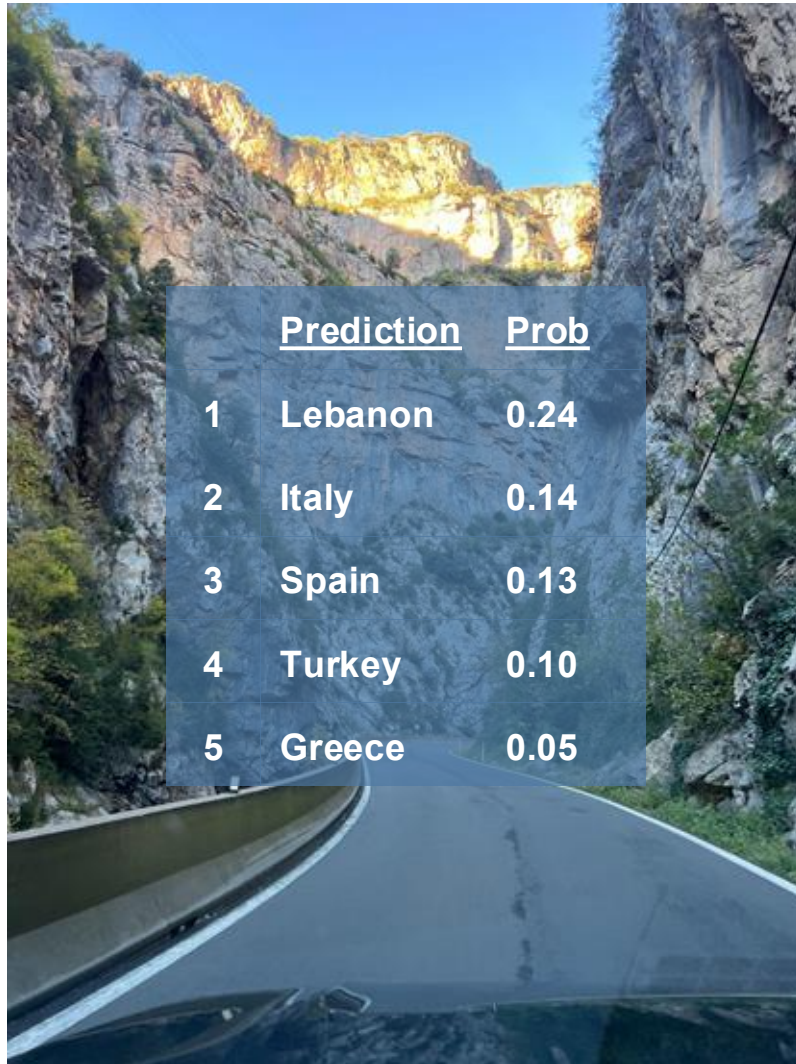 Prediction Prob
1 Lebanon 0.24
2 Italy 0.14
3 Spain 0.13
4 Turkey 0.10
5 Greece 0.05